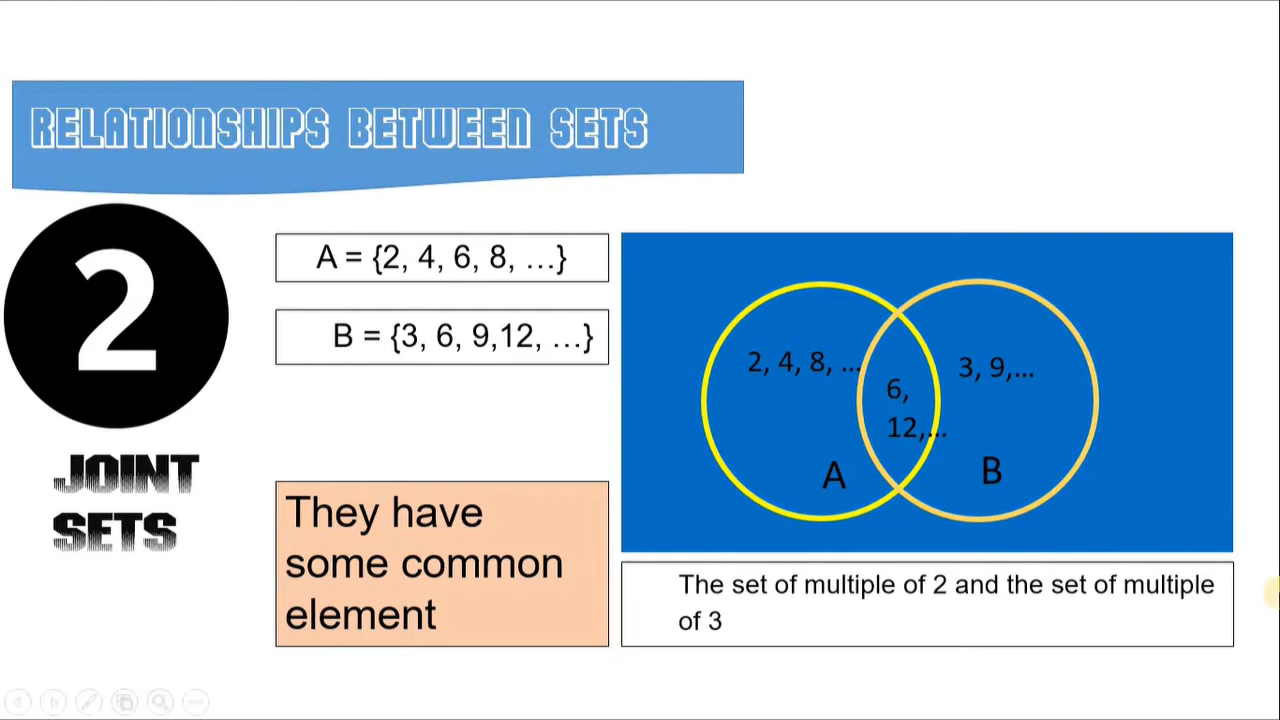 RELATIONSHIPS BETWEEN SETS
2
JOINT
SETS
A = {2, 4, 6, 8, …}
B = {3, 6, 9,12, …}
They have
some common
element
2, 4, 8, …
6,
12,…
3, 9,…
A
B
The set of multiple of 2 and the set of multiple
of 3